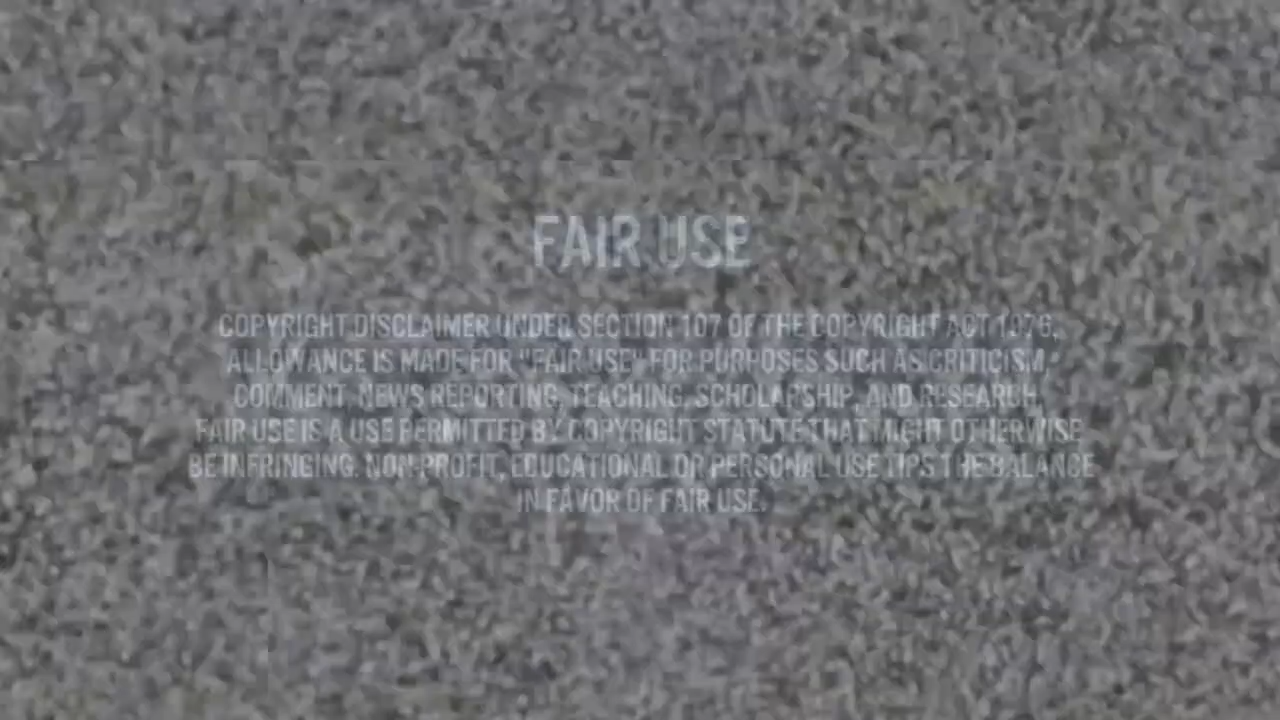 FAIR USE
COPYRIGHT DISCLAIMER UNDER SECTION 107 OF THE COPYRIGHT ACT 1976,
ALLOWANCE IS MADE FOR "FAIR USE" FOR PURPOSES SUCH AS CRITICISM,
COMMENT, NEWS REPORTING, TEACHING, SCHOLARSHIP, AND RESEARCH.
FAIR USE IS A USE PERMITTED BY COPYRIGHT STATUTE THAT MIGHT OTHERWISE
BE INFRINGING. NON-PROFIT, EDUCATIONAL OR PERSONAL USE TIPS THE BALANCE
IN FAVOR OF FAIR USE.